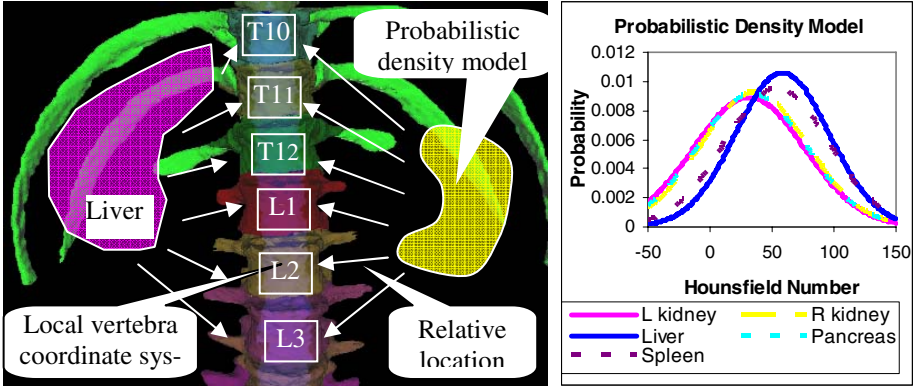 T10
T11
T12
L1
L2
L3
Liver
Probabilistic
density model
Local vertebra
coordinate sys-
Relative
location
Probabilistic Density Model
Probability
0.012
0.01
0.008
0.006
0.004
0.002
0
-50
0
50
100
150
Hounsfield Number
L kidney
R kidney
Liver
Pancreas
Spleen